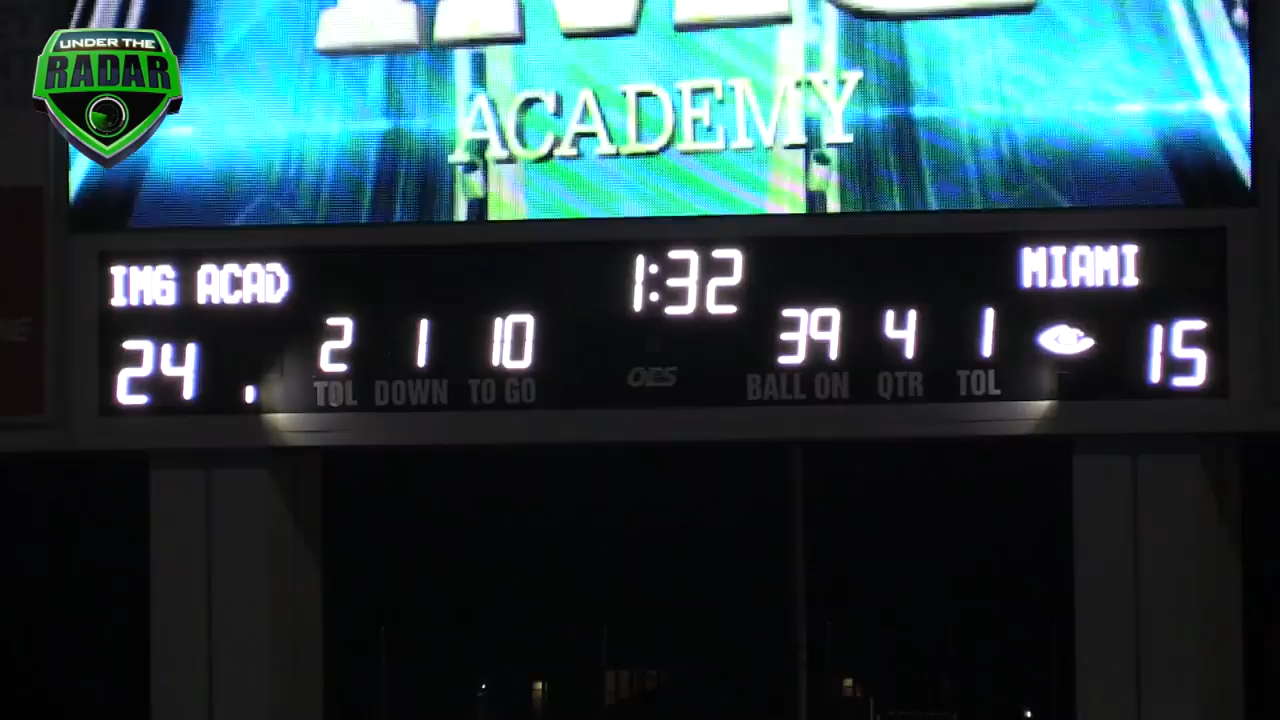 UNDER THE
RADAR
ACADEMY
IMG ACAD
1:32
MIAMI
24
2
1
10
39
4
1
15
TOL
DOWN
TO GO
OES
BALL ON
QTR
TOL